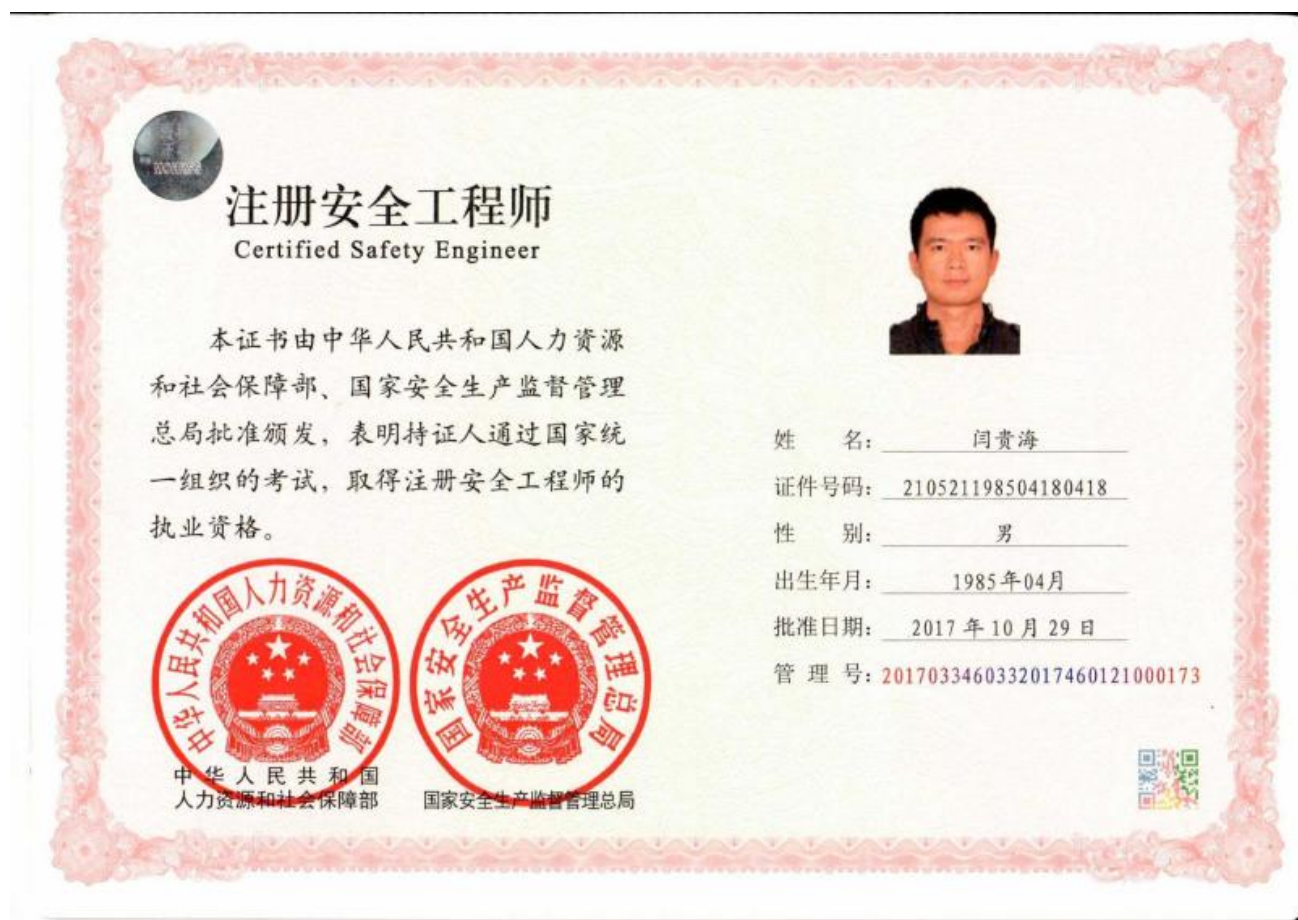 注册安全工程师
Certified Safety Engineer
本证书由中华人民共和国人力资源
和社会保障部、国家安全生产监督管理
总局批准颁发，表明持证人通过国家统
一组织的考试，取得注册安全工程师的
执业资格。
中华人民共和国人力资源和社会保障部
国家安全生产监督管理总局
中华人民共和国
人力资源和社会保障部
国家安全生产监督管理总局
姓 名： 闫贵海
证件号码： 210521198504180418
性 别： 男
出生年月： 1985年04月
批准日期： 2017年10月29日
管 理 号： 2017033460332017460121000173